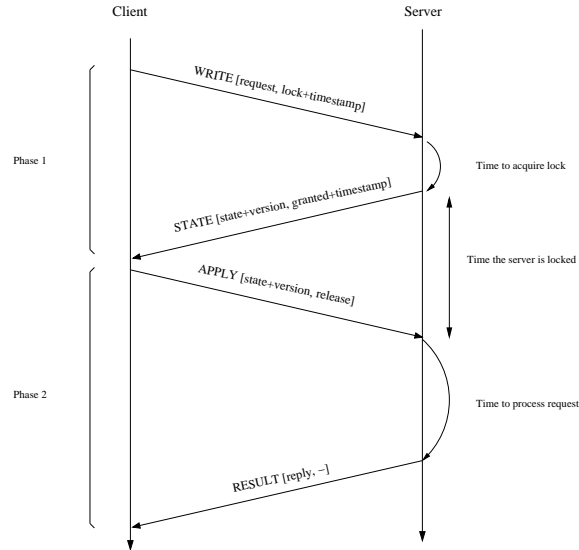 Client
Server
WRITE [request, lock+timestamp]
Phase 1
Time to acquire lock
STATE [state+version, granted+timestamp]
Time the server is locked
APPLY [state+version, release]
Phase 2
Time to process request
RESULT [reply, −]